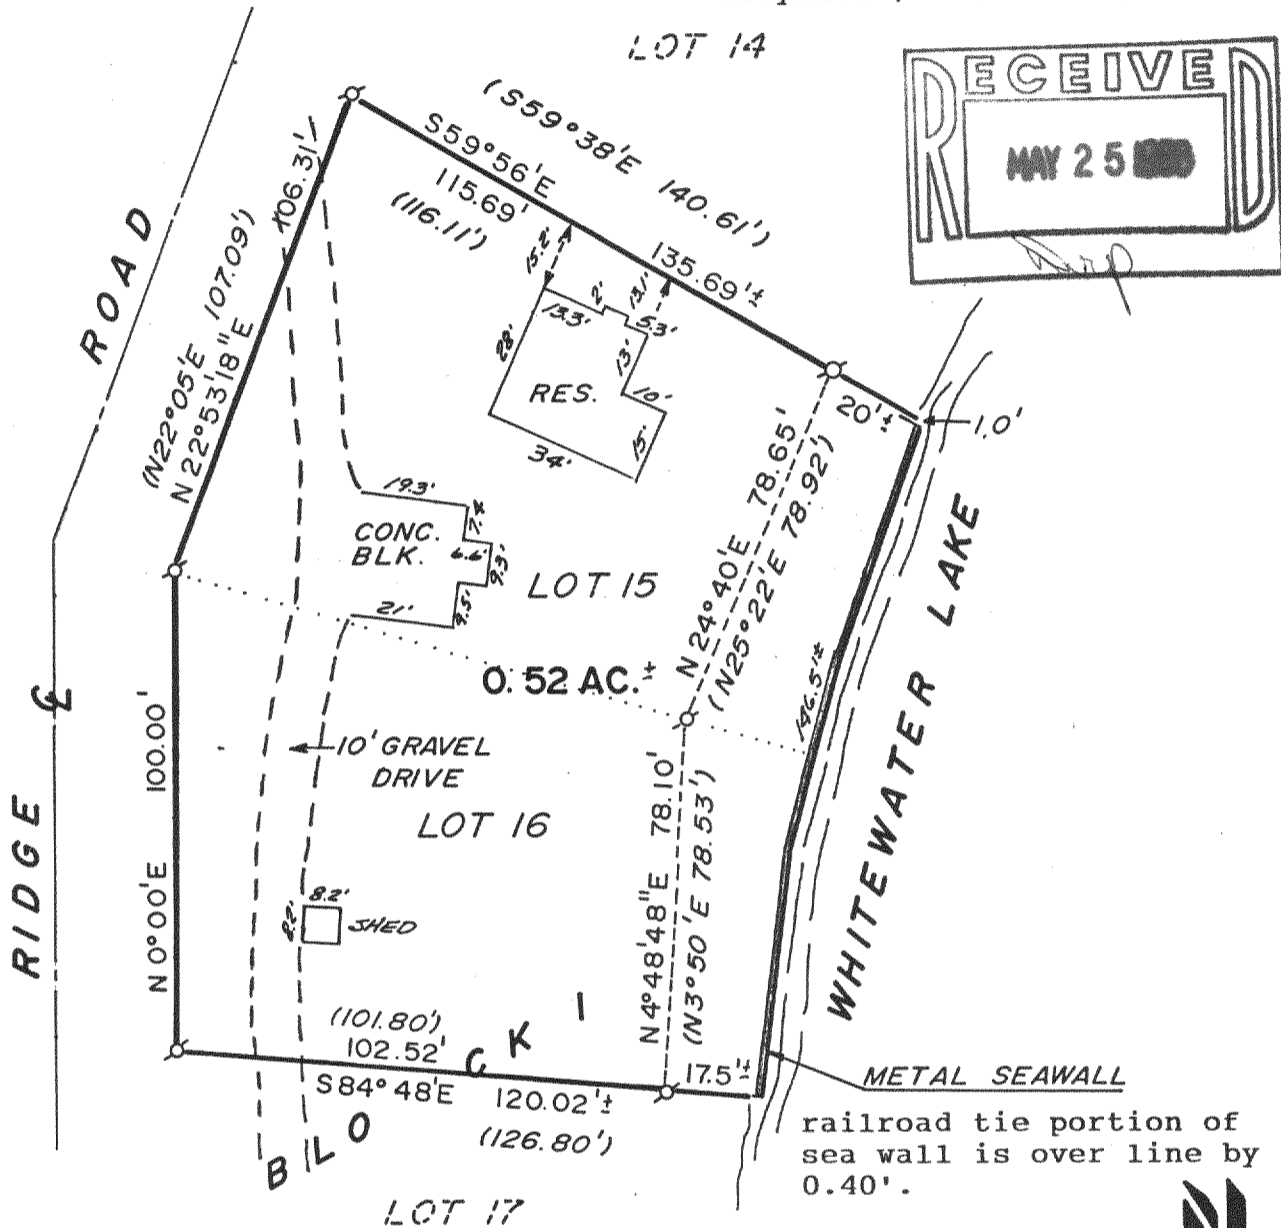 LOT 14
RECEIVED
MAY 25
(S59°38'E 140.61')
S59°56'E
115.69'
(116.11')
135.69'±
106.31'
(N22°05'E 107.09')
N 22°53'18"E
ROAD
15.2'
13.3'
2'
13.1'
5.3'
28'
13'
RES.
10'
15'
34'
20'±
1.0'
19.3'
7.4
CONC.
BLK.
6.6'
9.3'
9.5'
21'
LOT 15
N 24°40'E 78.65'
(N25°22'E 78.92')
0.52 AC.±
146.5'±
WHITEWATER LAKE
℄
100.00'
N 0°00'E
10' GRAVEL
DRIVE
LOT 16
RIDGE
8.2'
8.2'
SHED
N4°48'48"E 78.10'
(N3°50'E 78.53')
(101.80')
102.52'
S84°48'E
120.02'±
(126.80')
17.5'±
BLOCK 1
METAL SEAWALL
railroad tie portion of
sea wall is over line by
0.40'.
LOT 17